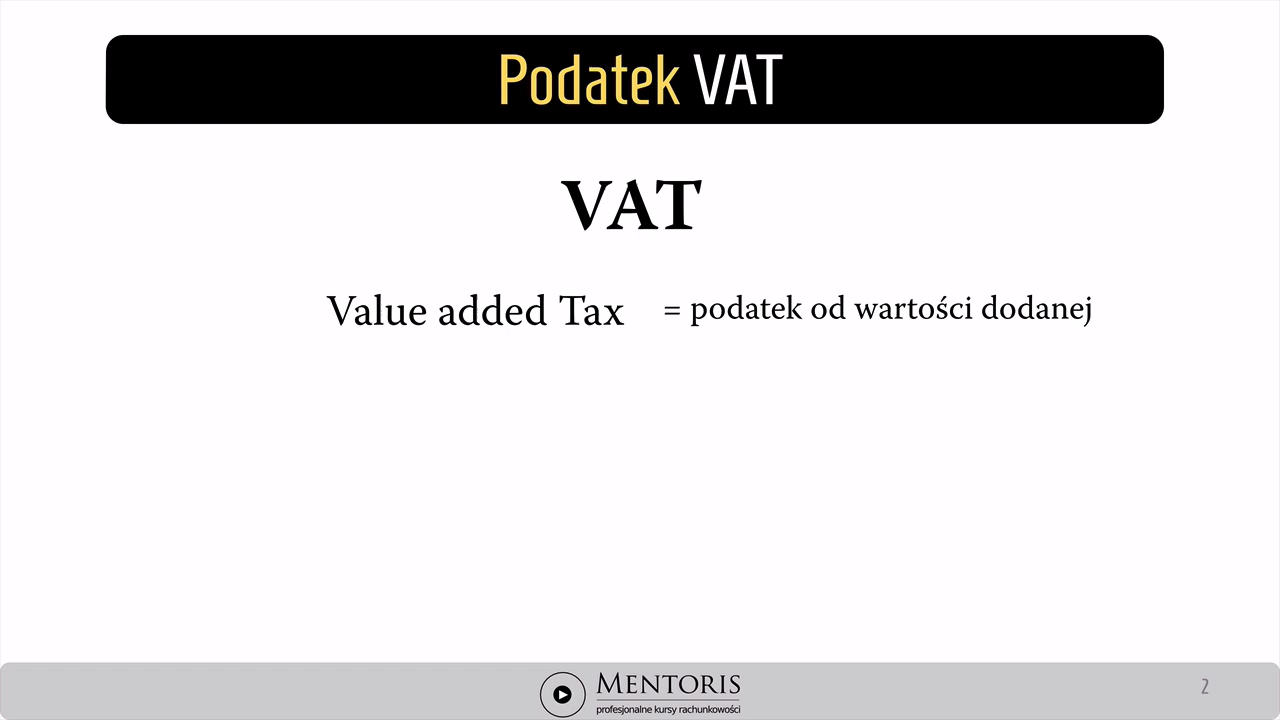 Podatek VAT
VAT
Value added Tax = podatek od wartości dodanej
MENTORIS
profesjonalne kursy rachunkowości
2